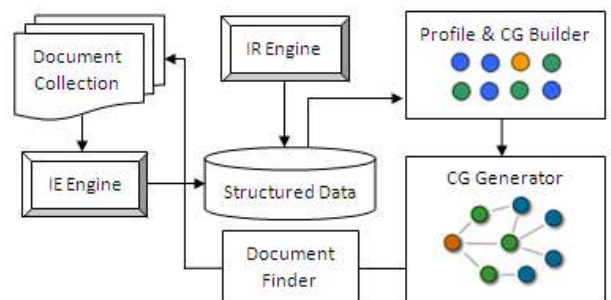 Document
Collection
IR Engine
Profile & CG Builder
IE Engine
Structured Data
CG Generator
Document
Finder